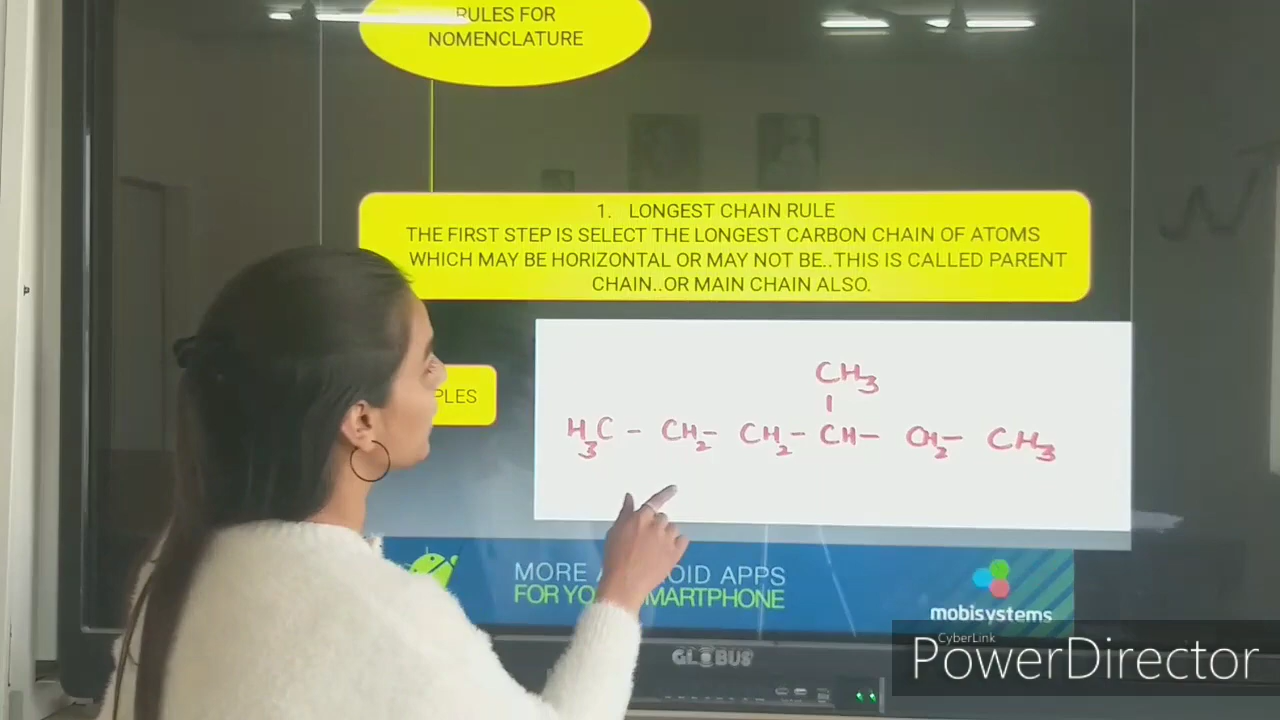 RULES FOR
NOMENCLATURE
1. LONGEST CHAIN RULE
THE FIRST STEP IS SELECT THE LONGEST CARBON CHAIN OF ATOMS
WHICH MAY BE HORIZONTAL OR MAY NOT BE..THIS IS CALLED PARENT
CHAIN..OR MAIN CHAIN ALSO.
PLES
CH3
H3C - CH2 - CH2 - CH - CH2 - CH3
MORE A OID APPS
FOR YO MARTPHONE
mobisystems
GLOBUS
CyberLink
PowerDirector